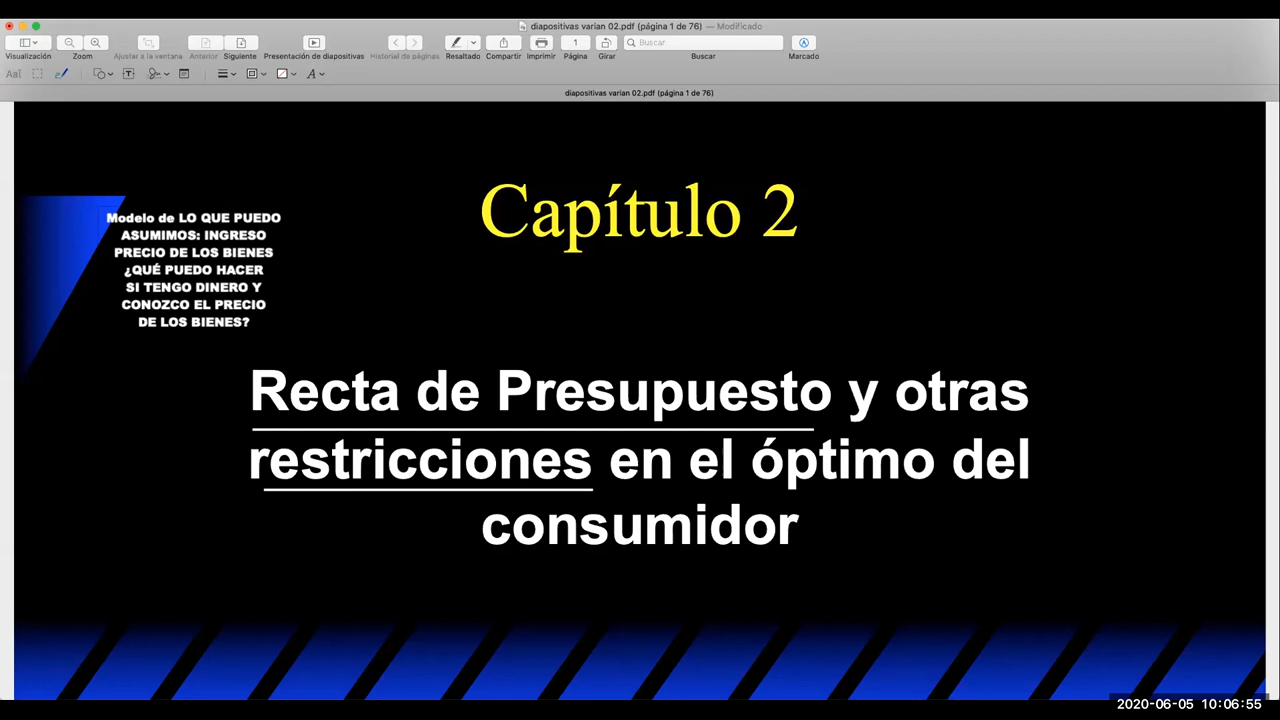 diapositivas varian 02.pdf (página 1 de 76) — Modificado
1
Buscar
Visualización
Zoom
Ajustar a la ventana
Anterior
Siguiente
Presentación de diapositivas
Historial de páginas
Resaltado
Compartir
Imprimir
Página
Girar
Buscar
Marcado
AaI
T
A
diapositivas varian 02.pdf (página 1 de 76)
Capítulo 2
Modelo de LO QUE PUEDO
ASUMIMOS: INGRESO
PRECIO DE LOS BIENES
¿QUÉ PUEDO HACER
SI TENGO DINERO Y
CONOZCO EL PRECIO
DE LOS BIENES?
Recta de Presupuesto y otras
restricciones en el óptimo del
consumidor
2020-06-05 10:06:55